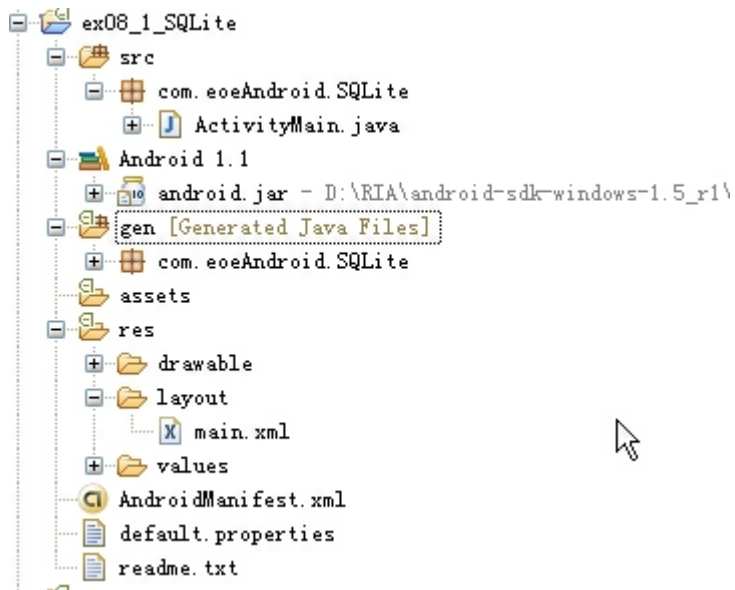 ex08_1_SQLite
src
com.eoeAndroid.SQLite
ActivityMain.java
Android 1.1
android.jar - D:\RIA\android-sdk-windows-1.5_r1\
gen [Generated Java Files]
com.eoeAndroid.SQLite
assets
res
drawable
layout
main.xml
values
AndroidManifest.xml
default.properties
readme.txt